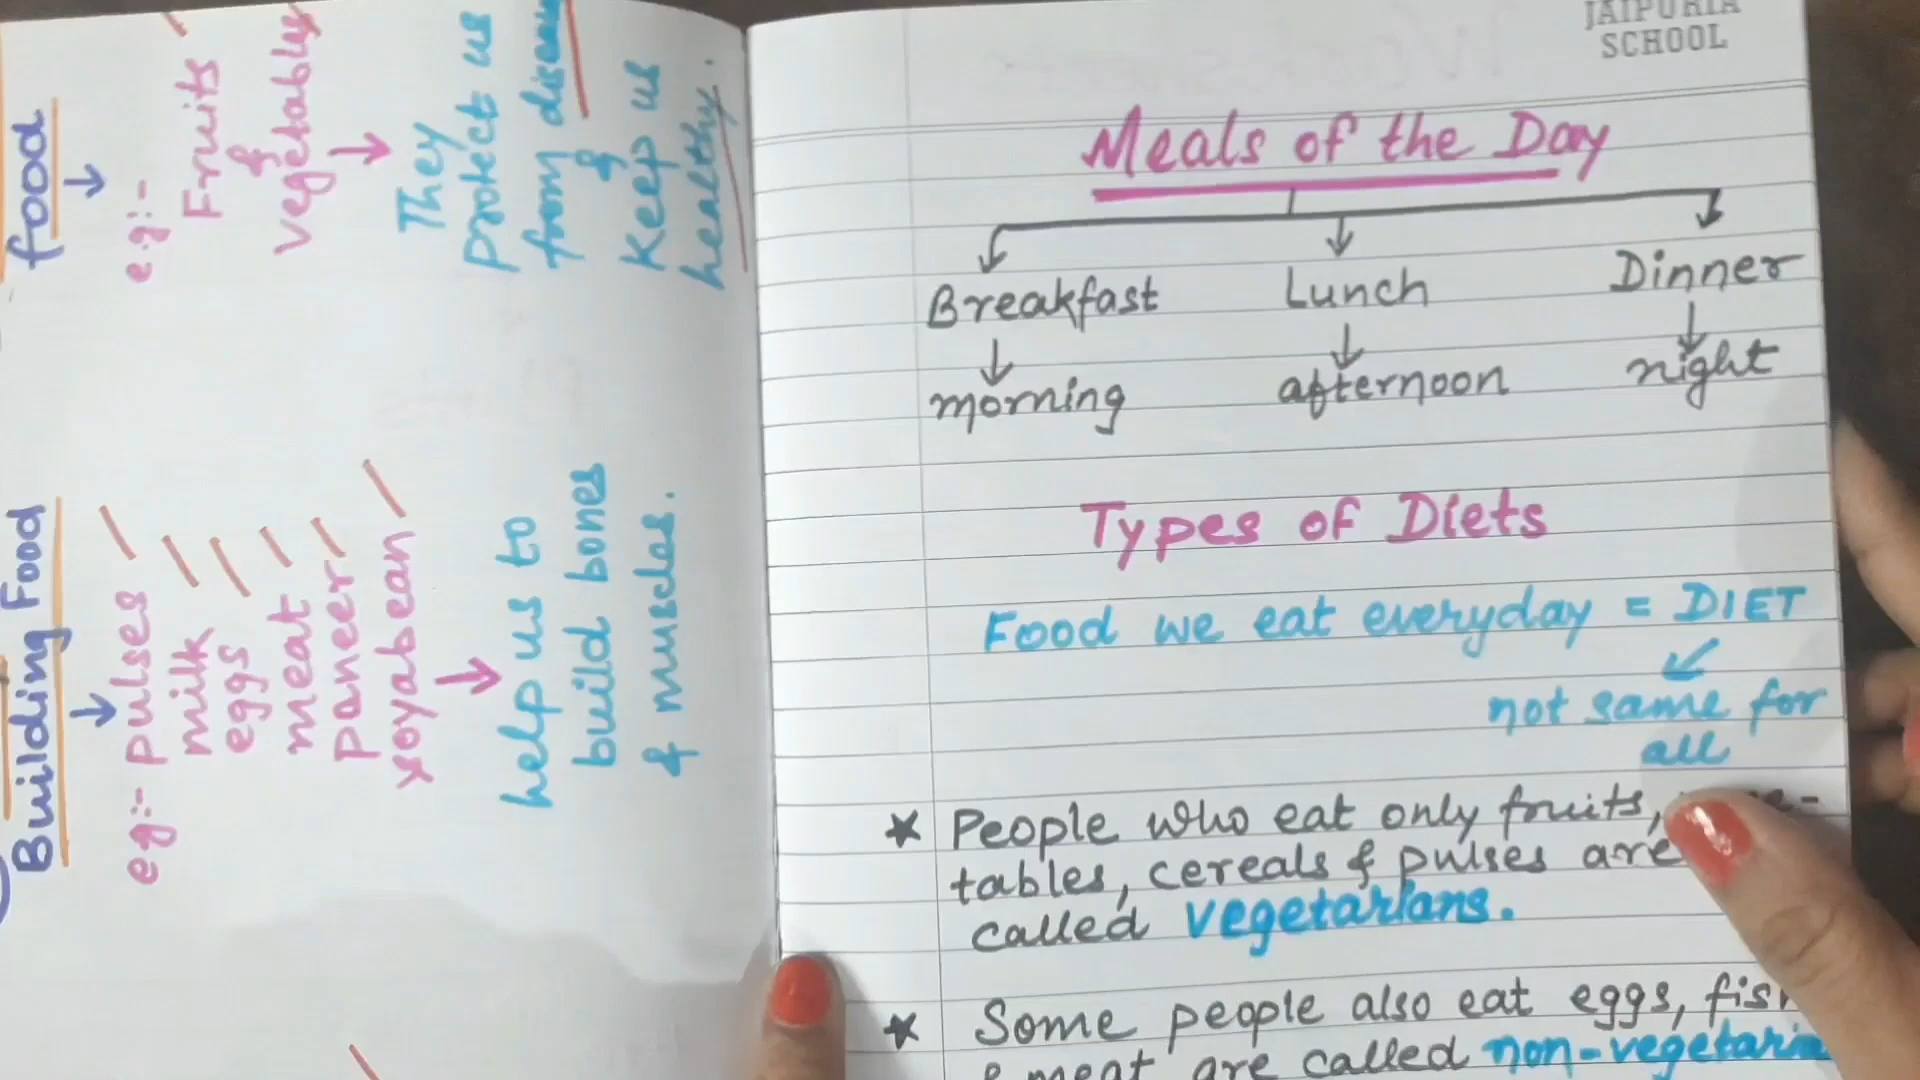 food
↓
e.g:-
Fruits
&
vegetables
↓
They
protect us
from
&
Keep us
healthy.
Building Food
↓
eg:- pulses
milk
eggs
meat
paneer
soyabean
↓
help us to
build bones
& muscles.
JAIPURIA
SCHOOL
Meals of the Day
Breakfast Lunch Dinner
↓ ↓ ↓
morning afternoon night
Types of Diets
Food we eat everyday = DIET
not same for
all
★ People who eat only fruits,
tables, cereals & pulses are
called vegetarians.
★ Some people also eat eggs,
& meat are called